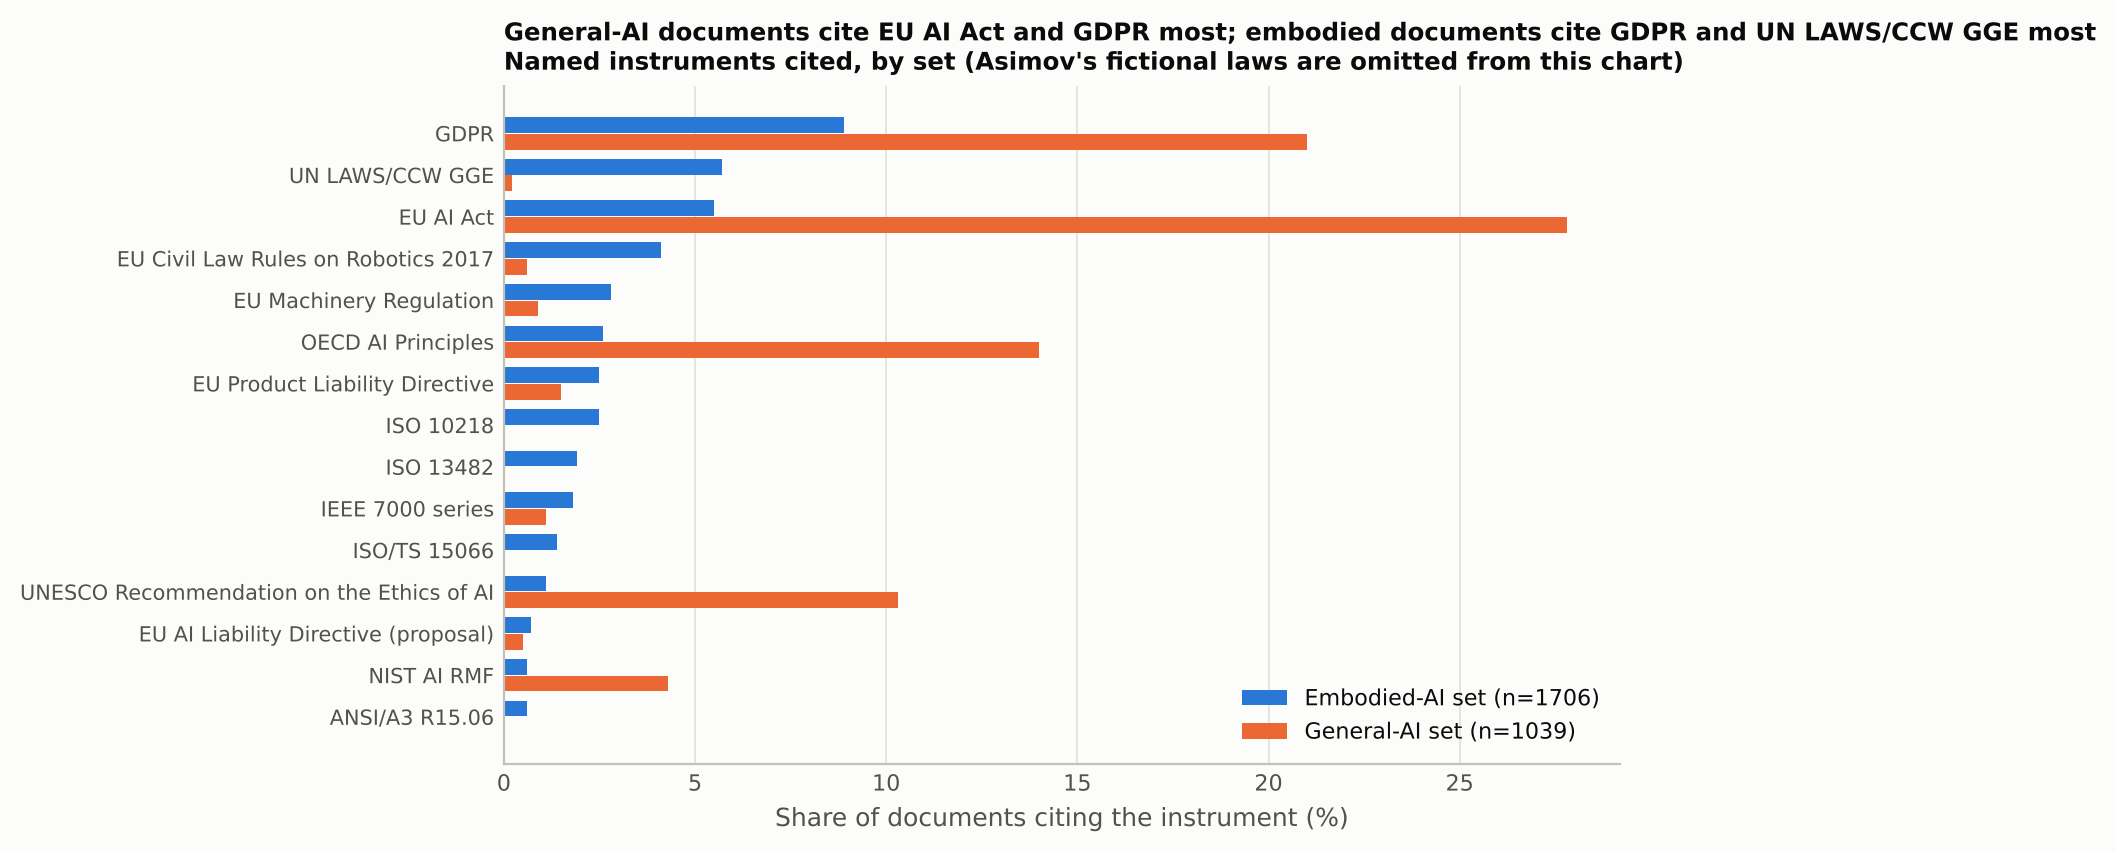 General-AI documents cite EU AI Act and GDPR most; embodied documents cite GDPR and UN LAWS/CCW GGE most
Named instruments cited, by set (Asimov's fictional laws are omitted from this chart)
GDPR
UN LAWS/CCW GGE
EU AI Act
EU Civil Law Rules on Robotics 2017
EU Machinery Regulation
OECD AI Principles
EU Product Liability Directive
ISO 10218
ISO 13482
IEEE 7000 series
ISO/TS 15066
UNESCO Recommendation on the Ethics of AI
EU AI Liability Directive (proposal)
NIST AI RMF
ANSI/A3 R15.06
Embodied-AI set (n=1706)
General-AI set (n=1039)
0 5 10 15 20 25
Share of documents citing the instrument (%)